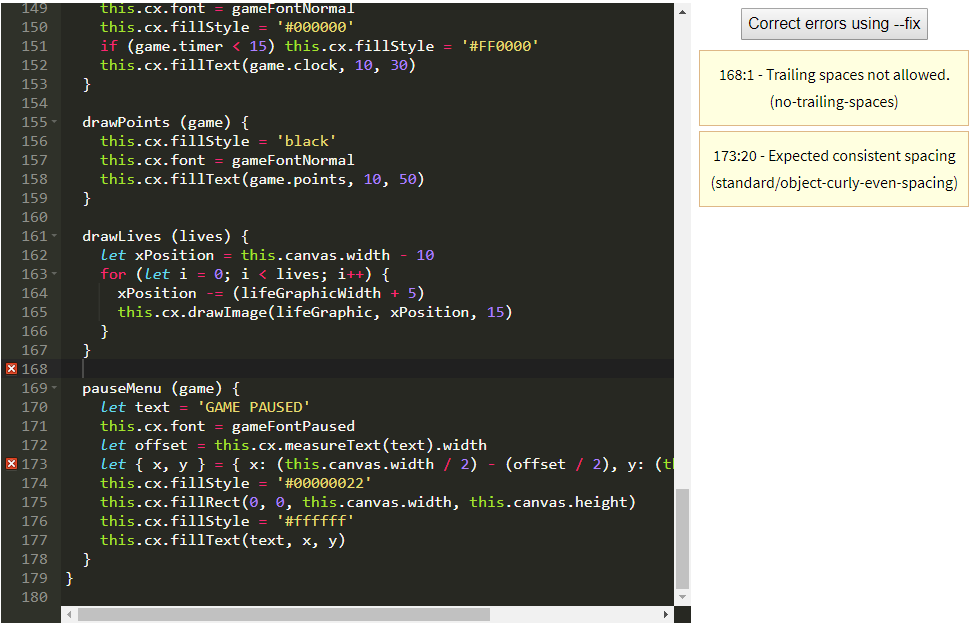 149     this.cx.font = gameFontNormal
150     this.cx.fillStyle = '#000000'
151     if (game.timer < 15) this.cx.fillStyle = '#FF0000'
152     this.cx.fillText(game.clock, 10, 30)
153   }
154
155   drawPoints (game) {
156     this.cx.fillStyle = 'black'
157     this.cx.font = gameFontNormal
158     this.cx.fillText(game.points, 10, 50)
159   }
160
161   drawLives (lives) {
162     let xPosition = this.canvas.width - 10
163     for (let i = 0; i < lives; i++) {
164       xPosition -= (lifeGraphicWidth + 5)
165       this.cx.drawImage(lifeGraphic, xPosition, 15)
166     }
167   }
168
169   pauseMenu (game) {
170     let text = 'GAME PAUSED'
171     this.cx.font = gameFontPaused
172     let offset = this.cx.measureText(text).width
173     let { x, y } = { x: (this.canvas.width / 2) - (offset / 2), y: (t
174     this.cx.fillStyle = '#00000022'
175     this.cx.fillRect(0, 0, this.canvas.width, this.canvas.height)
176     this.cx.fillStyle = '#ffffff'
177     this.cx.fillText(text, x, y)
178   }
179 }
180
Correct errors using --fix
168:1 - Trailing spaces not allowed.
(no-trailing-spaces)
173:20 - Expected consistent spacing
(standard/object-curly-even-spacing)